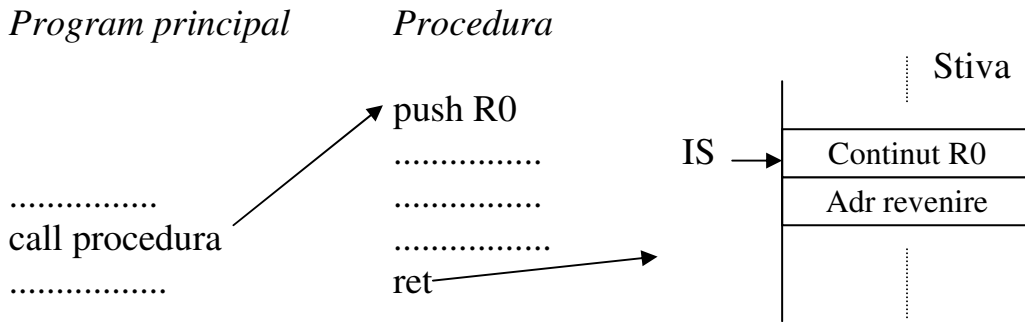 Program principal
Procedura
push R0
................
................
.................
ret
................
call procedura
.................
IS
Stiva
Continut R0
Adr revenire